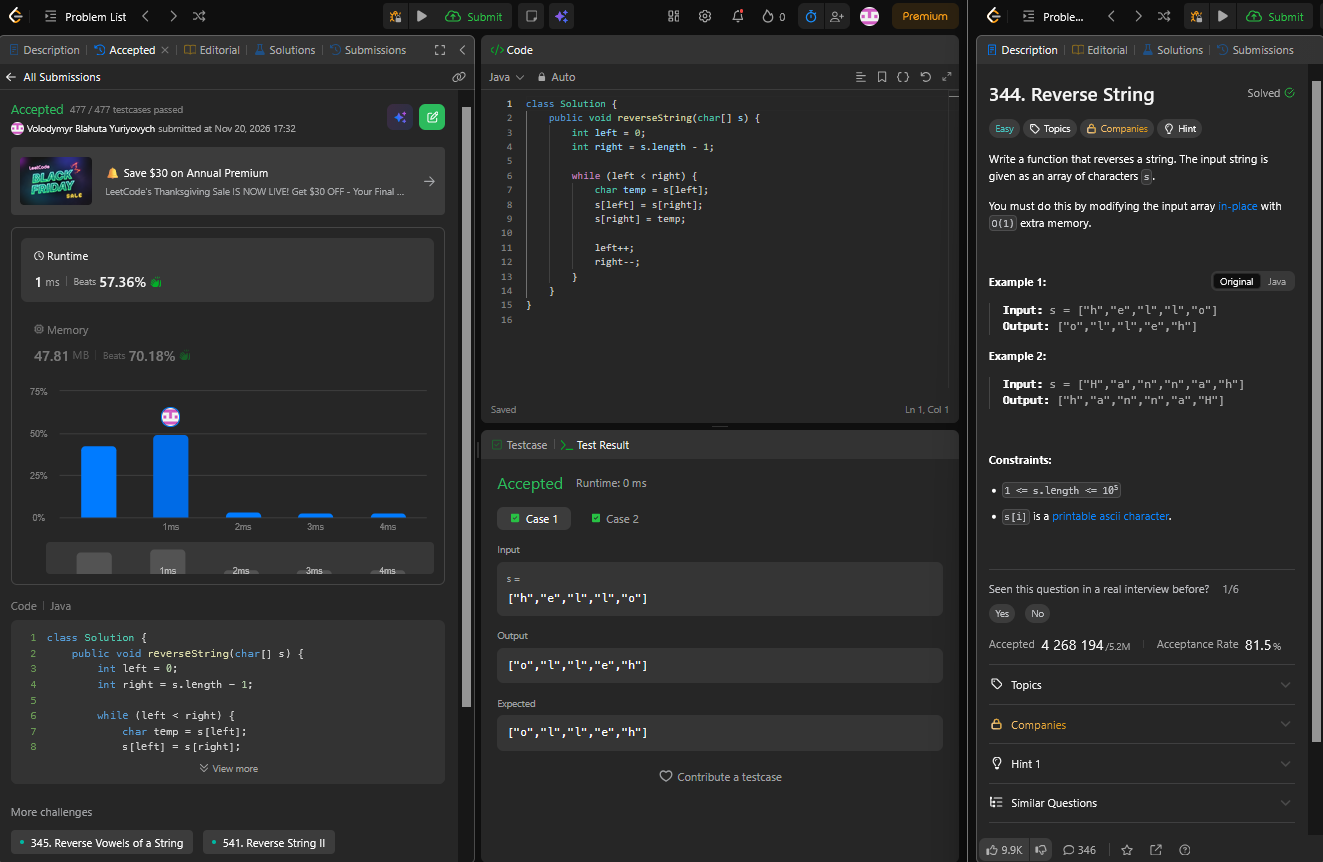 Problem List
Submit
0
Premium
Description
Accepted
Editorial
Solutions
Submissions
All Submissions
Accepted 477 / 477 testcases passed
Volodymyr Blahuta Yuriyovych submitted at Nov 20, 2026 17:32
LeetCode
BLACK
FRIDAY
SALE
Save $30 on Annual Premium
LeetCode's Thanksgiving Sale IS NOW LIVE! Get $30 OFF - Your Final ...
Runtime
1 ms Beats 57.36%
Memory
47.81 MB Beats 70.18%
75%
50%
25%
0%
1ms 2ms 3ms 4ms
1ms 2ms 3ms 4ms
Code Java
1 class Solution {
2 public void reverseString(char[] s) {
3 int left = 0;
4 int right = s.length - 1;
5
6 while (left < right) {
7 char temp = s[left];
8 s[left] = s[right];
View more
More challenges
345. Reverse Vowels of a String
541. Reverse String II
</> Code
Java Auto
1 class Solution {
2 public void reverseString(char[] s) {
3 int left = 0;
4 int right = s.length - 1;
5
6 while (left < right) {
7 char temp = s[left];
8 s[left] = s[right];
9 s[right] = temp;
10
11 left++;
12 right--;
13 }
14 }
15 }
16
Saved
Ln 1, Col 1
Testcase
Test Result
Accepted Runtime: 0 ms
Case 1
Case 2
Input
s =
["h","e","l","l","o"]
Output
["o","l","l","e","h"]
Expected
["o","l","l","e","h"]
Contribute a testcase
Proble...
Submit
Description
Editorial
Solutions
Submissions
344. Reverse String
Solved
Easy
Topics
Companies
Hint
Write a function that reverses a string. The input string is
given as an array of characters s.
You must do this by modifying the input array in-place with
O(1) extra memory.
Example 1:
Original Java
Input: s = ["h","e","l","l","o"]
Output: ["o","l","l","e","h"]
Example 2:
Input: s = ["H","a","n","n","a","h"]
Output: ["h","a","n","n","a","H"]
Constraints:
• 1 <= s.length <= 10⁵
• s[i] is a printable ascii character.
Seen this question in a real interview before? 1/6
Yes
No
Accepted 4 268 194/5.2M
Acceptance Rate 81.5%
Topics
Companies
Hint 1
Similar Questions
9.9K
346